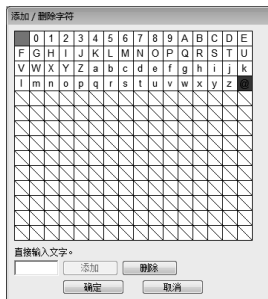 添加 / 删除字符
0 1 2 3 4 5 6 7 8 9 A B C D E
F G H I J K L M N O P Q R S T U
V W X Y Z a b c d e f g h i j k
l m n o p q r s t u v w x y z @
直接输入文字。
添加 删除
确定 取消